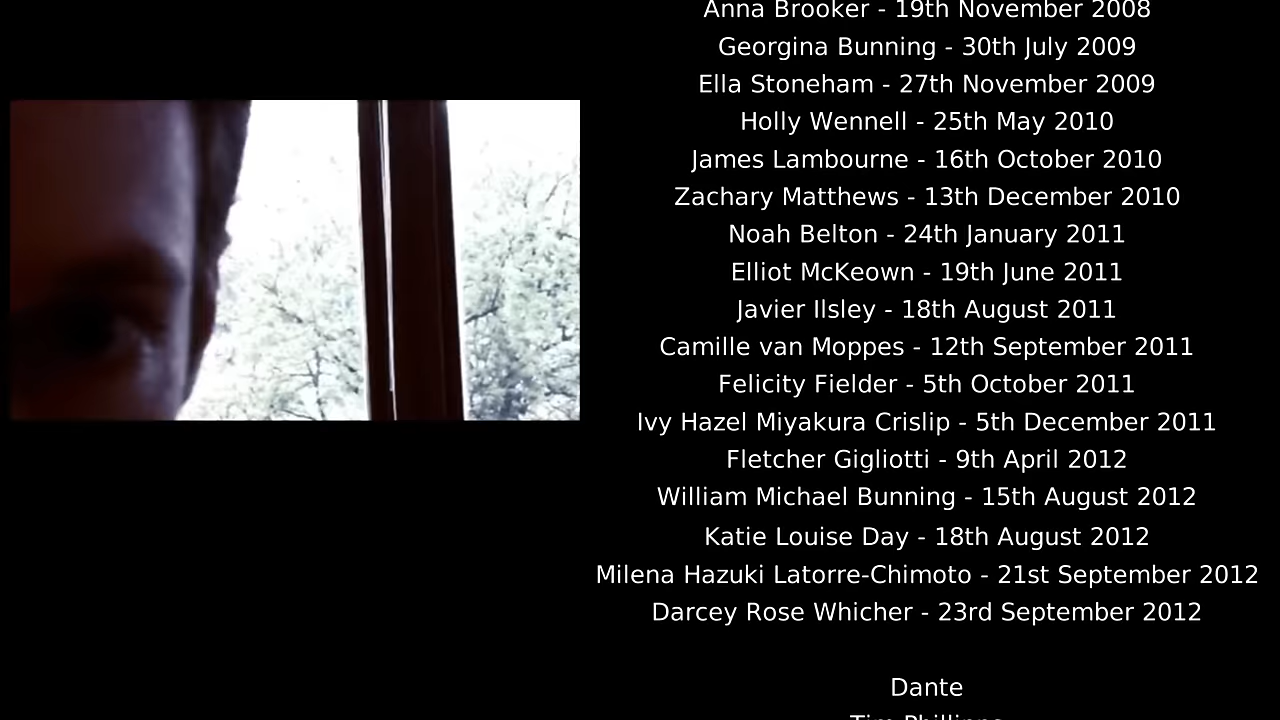 Anna Brooker - 19th November 2008
Georgina Bunning - 30th July 2009
Ella Stoneham - 27th November 2009
Holly Wennell - 25th May 2010
James Lambourne - 16th October 2010
Zachary Matthews - 13th December 2010
Noah Belton - 24th January 2011
Elliot McKeown - 19th June 2011
Javier Ilsley - 18th August 2011
Camille van Moppes - 12th September 2011
Felicity Fielder - 5th October 2011
Ivy Hazel Miyakura Crislip - 5th December 2011
Fletcher Gigliotti - 9th April 2012
William Michael Bunning - 15th August 2012
Katie Louise Day - 18th August 2012
Milena Hazuki Latorre-Chimoto - 21st September 2012
Darcey Rose Whicher - 23rd September 2012
Dante
Tim Phillipps